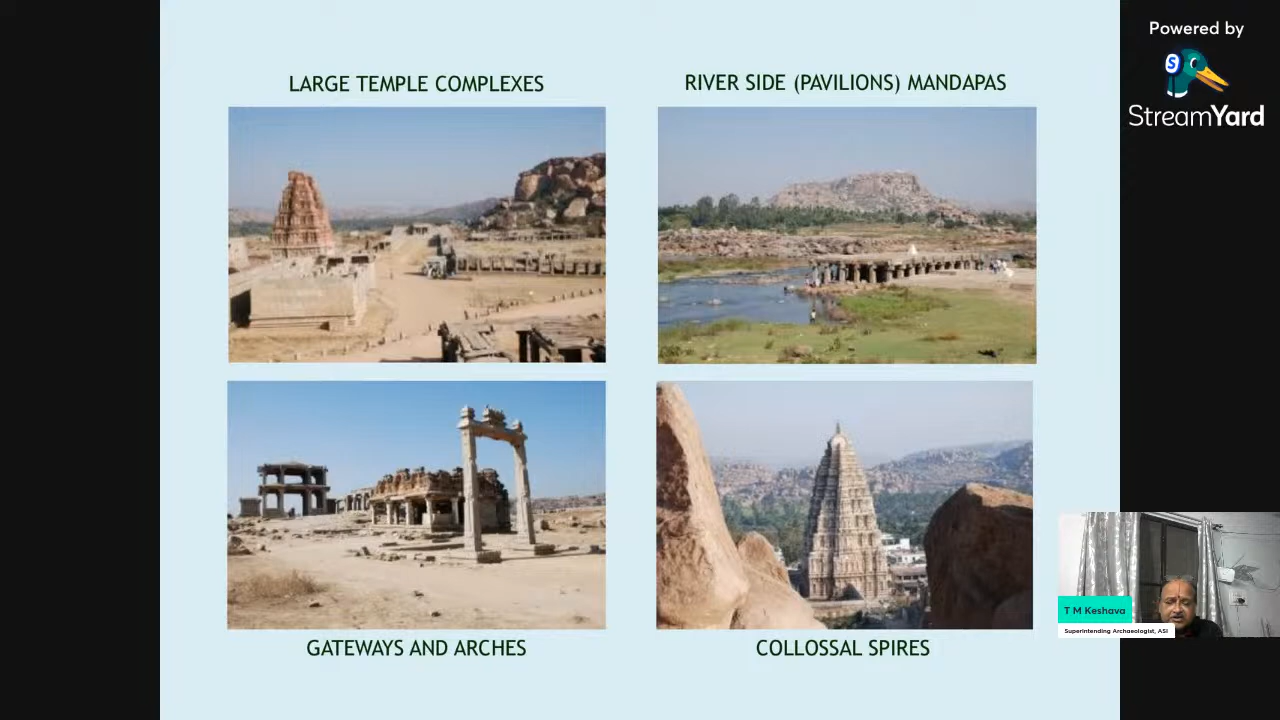 Powered by
StreamYard
LARGE TEMPLE COMPLEXES
RIVER SIDE (PAVILIONS) MANDAPAS
GATEWAYS AND ARCHES
COLLOSSAL SPIRES
T M Keshava
Superintending Archaeologist, ASI